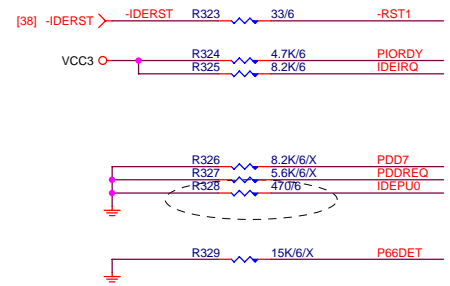 [38] -IDERST -IDERST R323 33/6 -RST1
VCC3 R324 4.7K/6 PIORDY
R325 8.2K/6 IDEIRQ
R326 8.2K/6/X PDD7
R327 5.6K/6/X PDDREQ
R328 470/6 IDEPU0
R329 15K/6/X P66DET